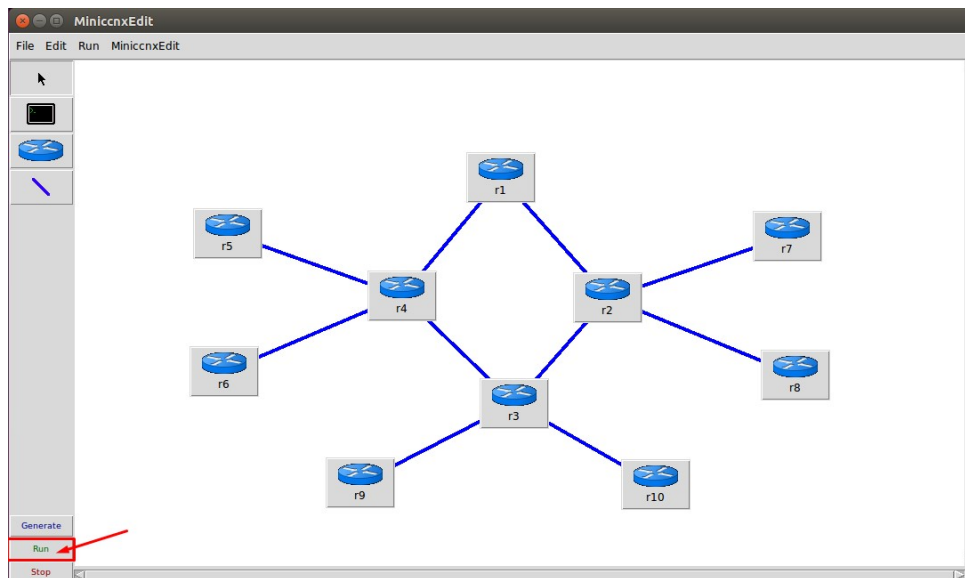 MiniccnxEdit
File Edit Run MiniccnxEdit
r1
r5
r7
r4
r2
r6
r8
r3
r9
r10
Generate
Run
Stop